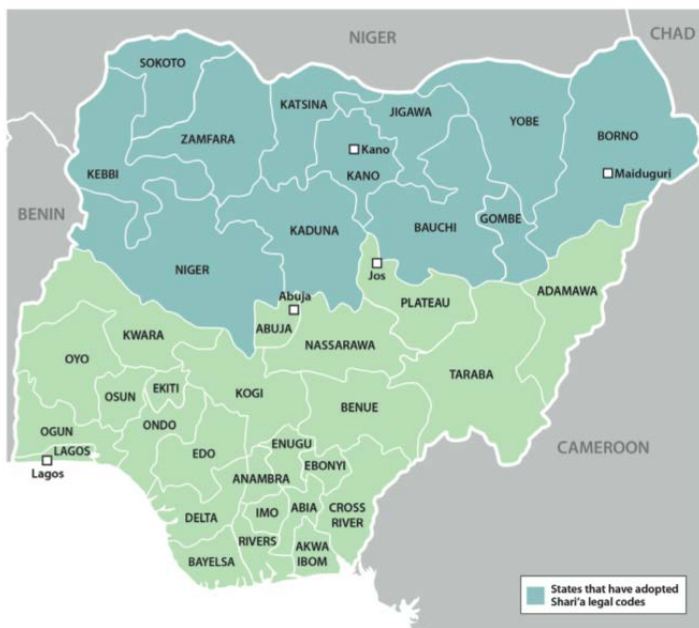 NIGER
CHAD
SOKOTO
KATSINA
JIGAWA
YOBE
ZAMFARA
BORNO
Kano
KEBBI
KANO
Maiduguri
BENIN
GOMBE
BAUCHI
KADUNA
NIGER
Jos
ADAMAWA
Abuja
PLATEAU
ABUJA
KWARA
NASSARAWA
OYO
TARABA
EKITI
OSUN
KOGI
BENUE
ONDO
OGUN
ENUGU
LAGOS
EDO
EBONYI
CAMEROON
Lagos
ANAMBRA
ABIA
CROSS
RIVER
IMO
DELTA
RIVERS
AKWA
IBOM
BAYELSA
States that have adopted
Shari'a legal codes